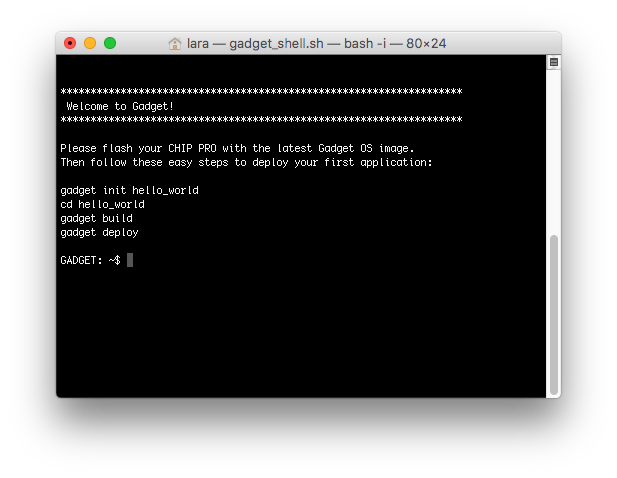 lara — gadget_shell.sh — bash -i — 80×24
*******************************************************************
Welcome to Gadget!
*******************************************************************
Please flash your CHIP PRO with the latest Gadget OS image.
Then follow these easy steps to deploy your first application:
gadget init hello_world
cd hello_world
gadget build
gadget deploy
GADGET: ~$